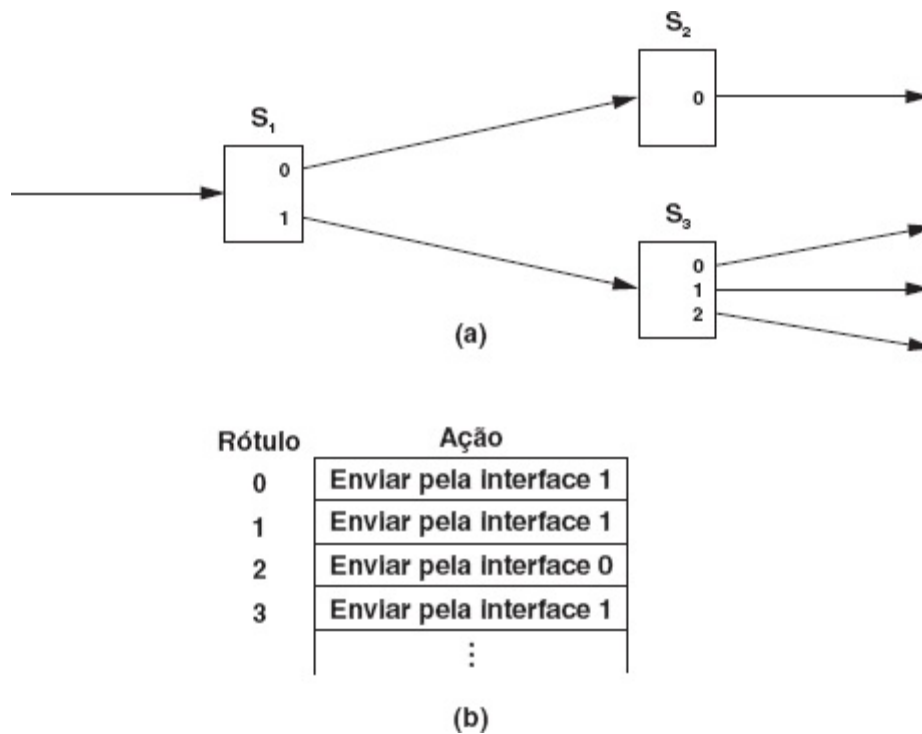 S₂
0
S₁
0
1
S₃
0
1
2
(a)
Rótulo Ação
0 Enviar pela interface 1
1 Enviar pela interface 1
2 Enviar pela interface 0
3 Enviar pela interface 1
⋮
(b)